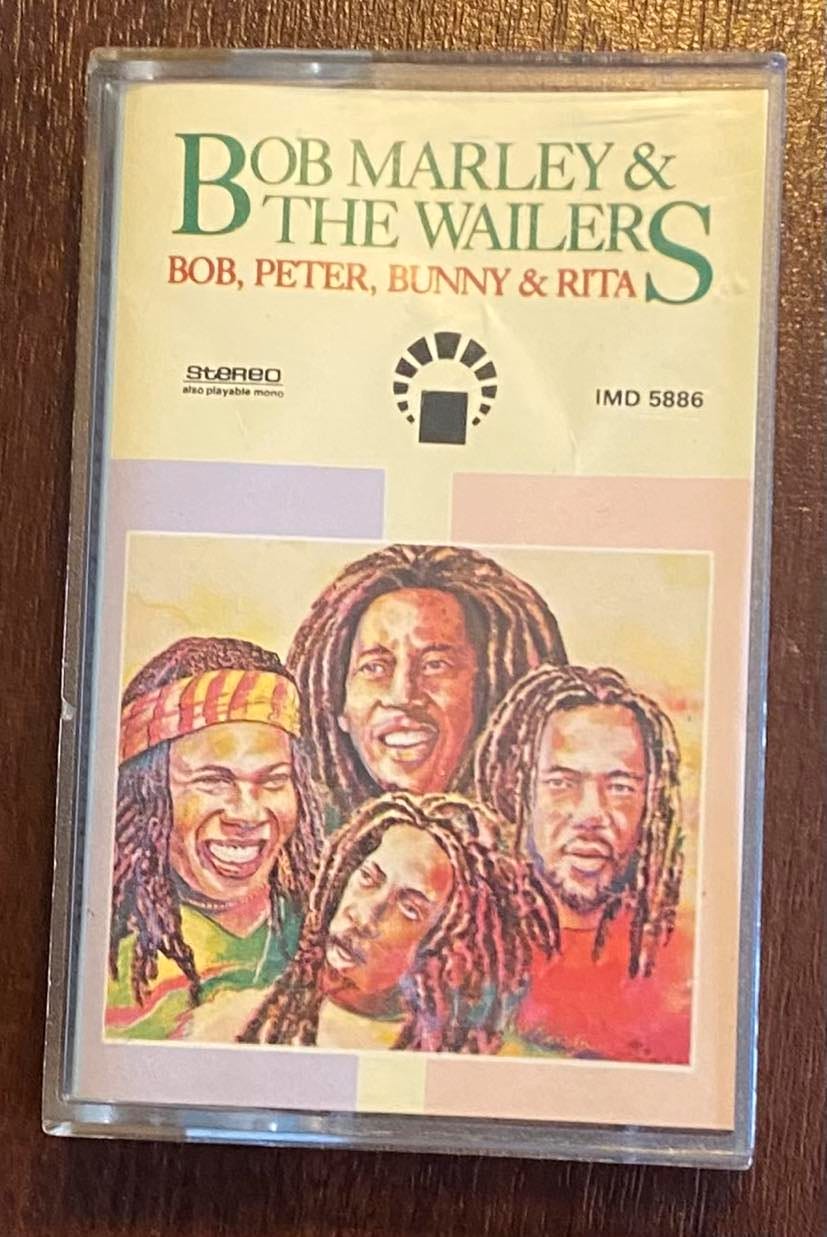 BOB MARLEY &
THE WAILERS
BOB, PETER, BUNNY & RITA
STEREO
also playable mono
IMD 5886